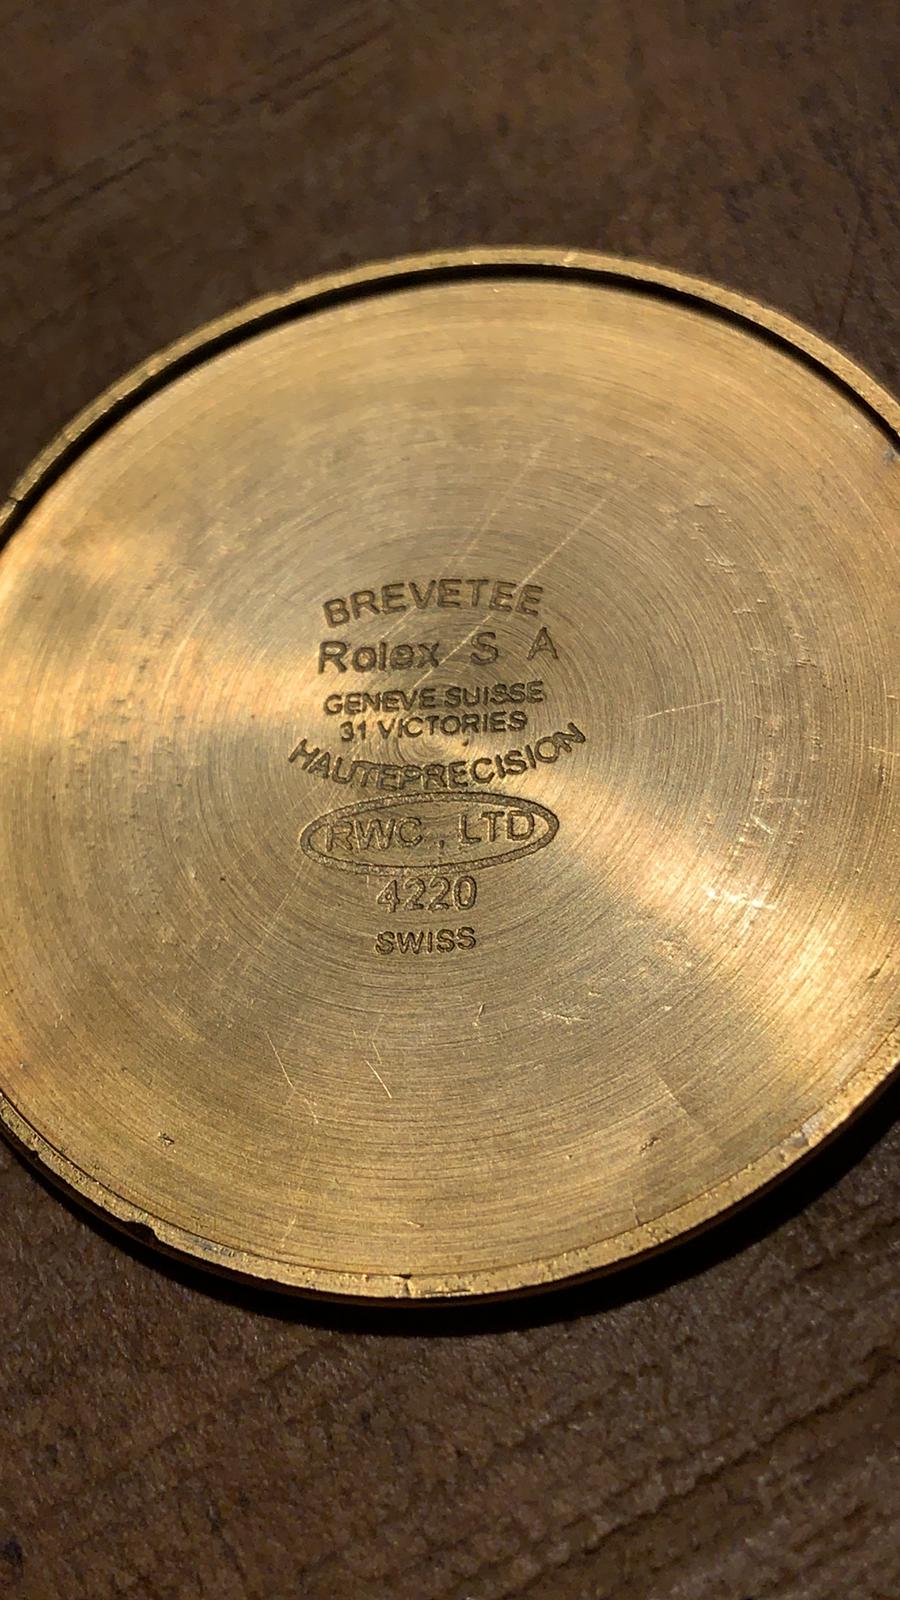 BREVETEE
Rolex S A
GENEVE-SUISSE
31 VICTORIES
HAUTEPRECISION
RWC, LTD
4220
SWISS